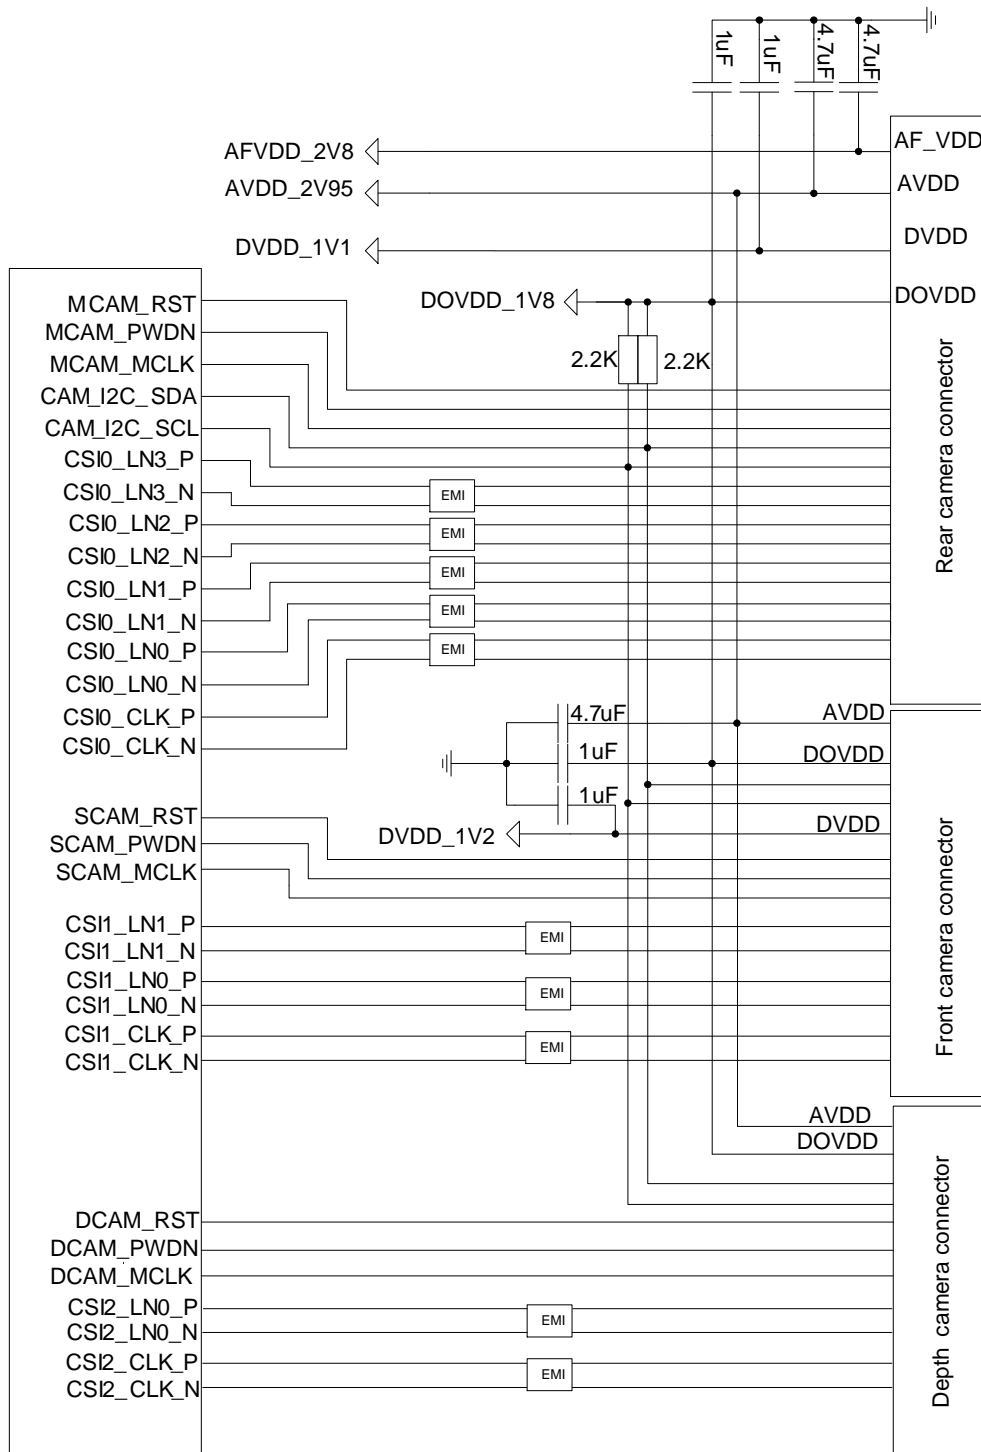 1uF
1uF
4.7uF
4.7uF
AFVDD_2V8
AF_VDD
AVDD_2V95
AVDD
DVDD_1V1
DVDD
DOVDD_1V8
DOVDD
MCAM_RST
MCAM_PWDN
MCAM_MCLK
CAM_I2C_SDA
CAM_I2C_SCL
CSI0_LN3_P
CSI0_LN3_N
CSI0_LN2_P
CSI0_LN2_N
CSI0_LN1_P
CSI0_LN1_N
CSI0_LN0_P
CSI0_LN0_N
CSI0_CLK_P
CSI0_CLK_N
2.2K
2.2K
EMI
EMI
EMI
EMI
EMI
Rear camera connector
4.7uF
AVDD
1uF
DOVDD
1uF
DVDD_1V2
DVDD
SCAM_RST
SCAM_PWDN
SCAM_MCLK
CSI1_LN1_P
CSI1_LN1_N
CSI1_LN0_P
CSI1_LN0_N
CSI1_CLK_P
CSI1_CLK_N
EMI
EMI
EMI
Front camera connector
AVDD
DOVDD
DCAM_RST
DCAM_PWDN
DCAM_MCLK
CSI2_LN0_P
CSI2_LN0_N
CSI2_CLK_P
CSI2_CLK_N
EMI
EMI
Depth camera connector